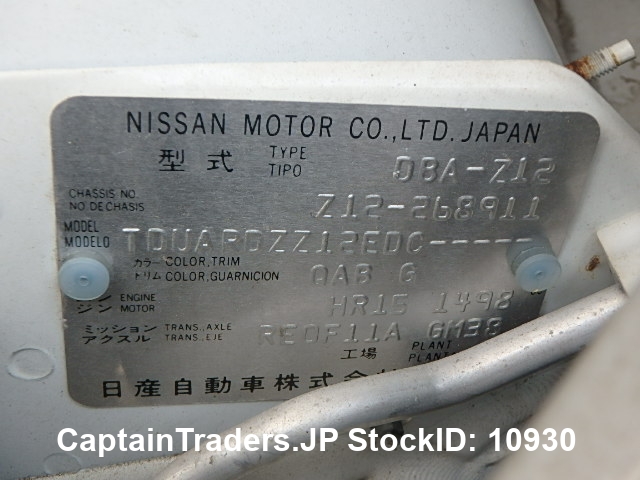 NISSAN MOTOR CO.,LTD. JAPAN
型式 TYPE TIPO DBA-Z12
CHASSIS NO. NO. DE CHASIS Z12-268911
MODEL MODELO TDUARDZZ12EDC-----
カラー トリム COLOR,TRIM COLOR,GUARNICION QAB G
ン ジン ENGINE MOTOR HR15 1498
ミッション アクスル TRANS.,AXLE TRANS.,EJE RE0F11A GM38
工場 PLANT
日産自動車株式会
CaptainTraders.JP StockID: 10930